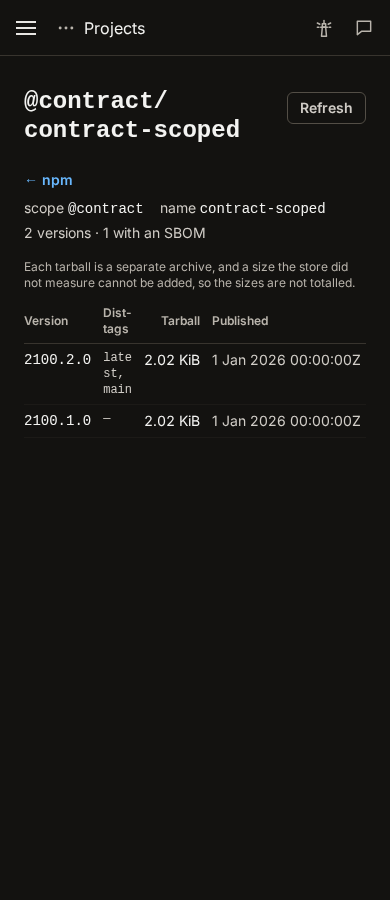 Projects
@contract/
contract-scoped
Refresh
← npm
scope @contract name contract-scoped
2 versions · 1 with an SBOM
Each tarball is a separate archive, and a size the store did
not measure cannot be added, so the sizes are not totalled.
Version Dist-tags Tarball Published
2100.2.0 latest, main 2.02 KiB 1 Jan 2026 00:00:00Z
2100.1.0 — 2.02 KiB 1 Jan 2026 00:00:00Z